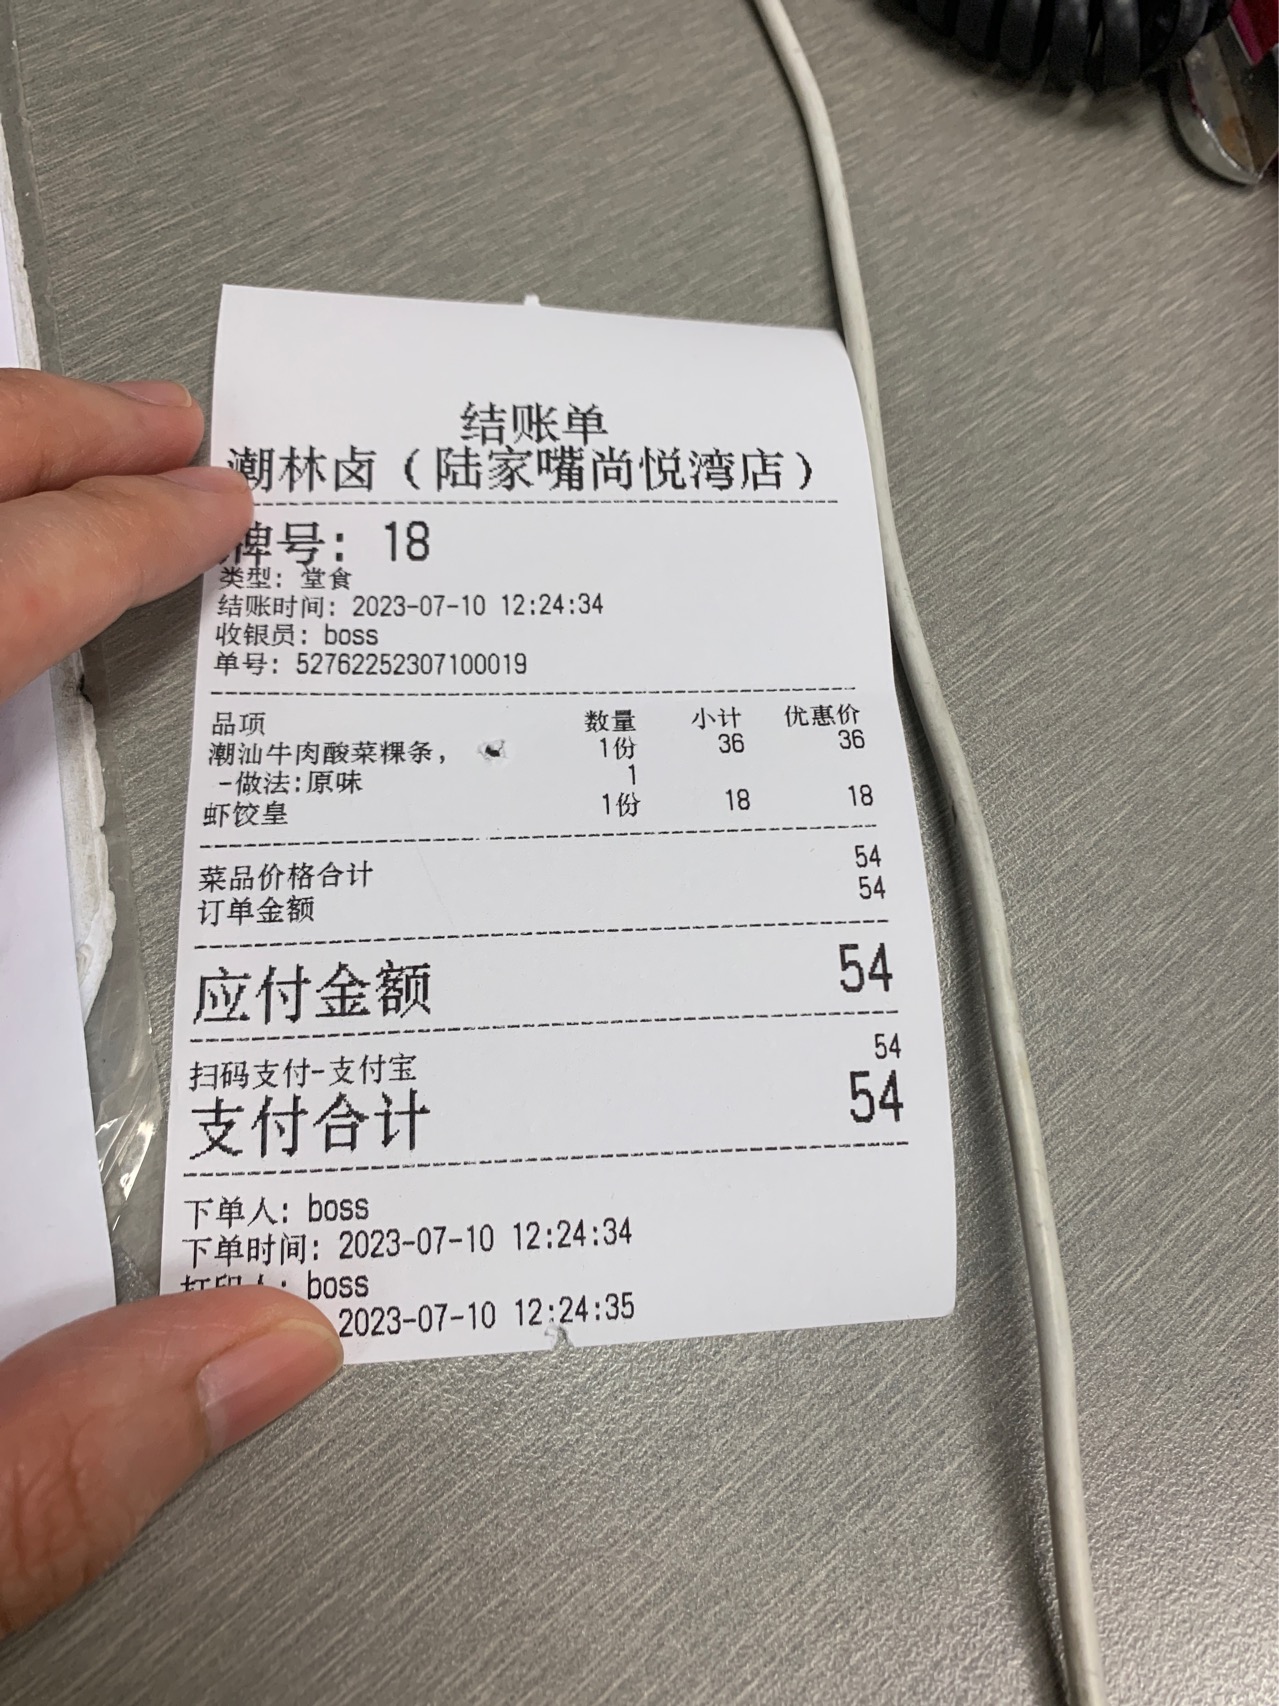 结账单
潮林卤（陆家嘴尚悦湾店）
牌号: 18
类型: 堂食
结账时间: 2023-07-10 12:24:34
收银员: boss
单号: 52762252307100019
品项 数量 小计 优惠价
潮汕牛肉酸菜粿条, 1份 36 36
-做法:原味 1
虾饺皇 1份 18 18
菜品价格合计 54
订单金额 54
应付金额 54
扫码支付-支付宝 54
支付合计 54
下单人: boss
下单时间: 2023-07-10 12:24:34
打印人: boss
2023-07-10 12:24:35